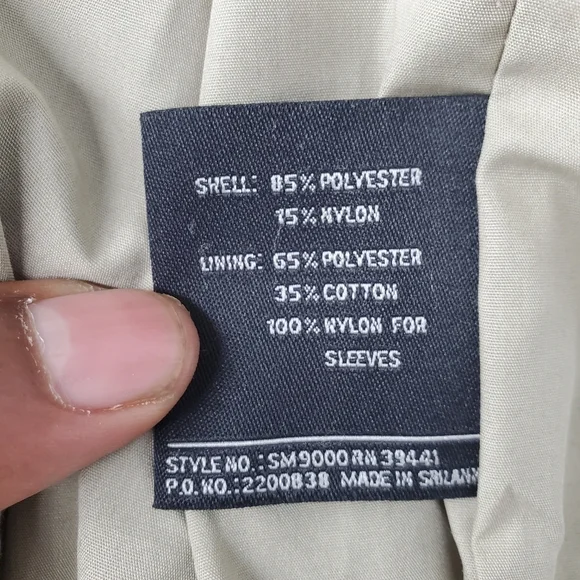 SHELL: 85% POLYESTER
15% NYLON
LINING: 65% POLYESTER
35% COTTON
100% NYLON FOR
SLEEVES
STYLE NO.: SM9000 RN 39441
P.O. NO.: 2200838 MADE IN SRILANK